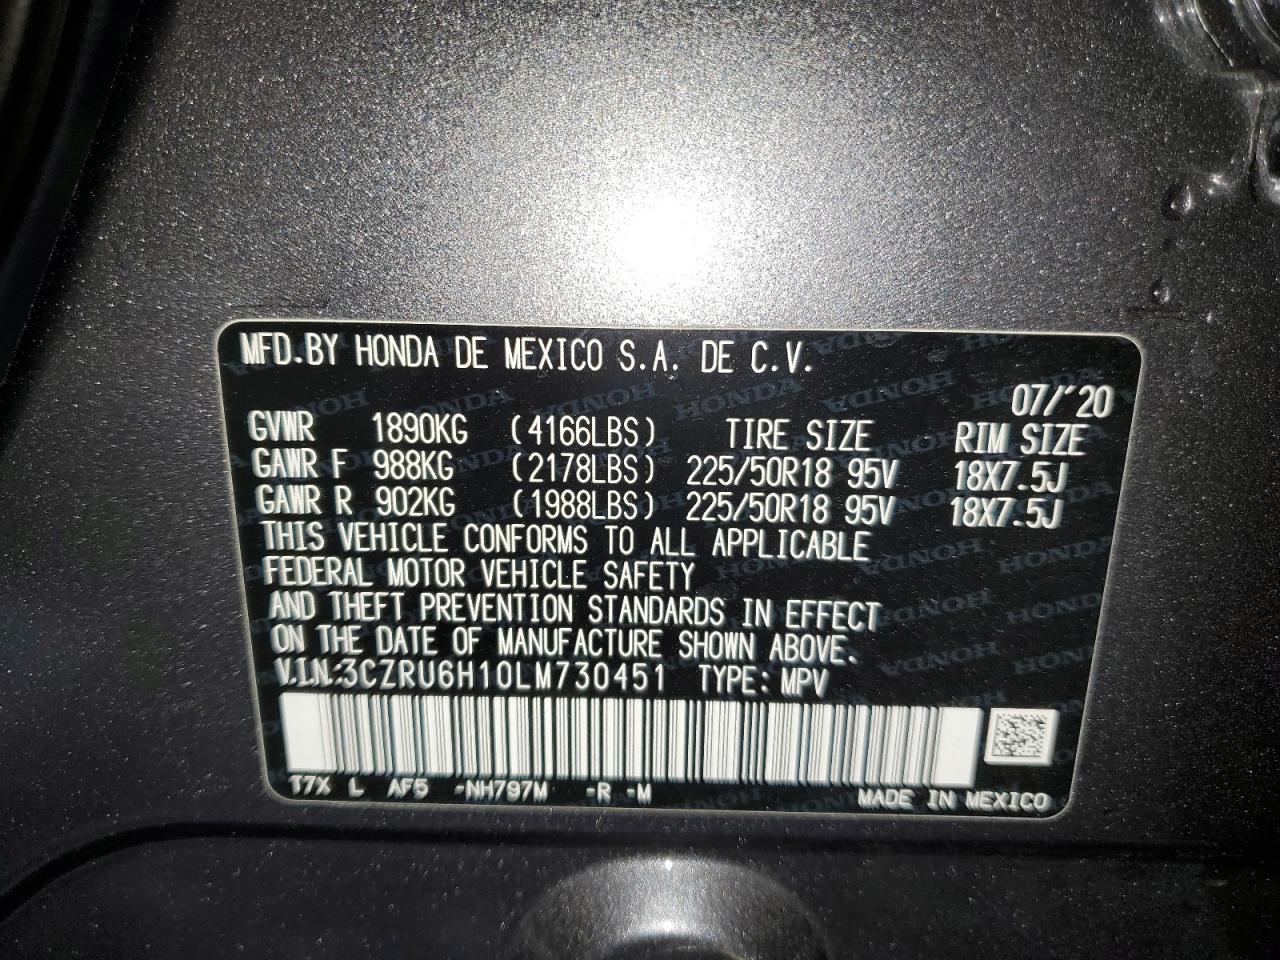 MFD.BY HONDA DE MEXICO S.A. DE C.V.
07/'20
GVWR 1890KG (4166LBS) TIRE SIZE RIM SIZE
GAWR F 988KG (2178LBS) 225/50R18 95V 18X7.5J
GAWR R 902KG (1988LBS) 225/50R18 95V 18X7.5J
THIS VEHICLE CONFORMS TO ALL APPLICABLE
FEDERAL MOTOR VEHICLE SAFETY
AND THEFT PREVENTION STANDARDS IN EFFECT
ON THE DATE OF MANUFACTURE SHOWN ABOVE.
V.I.N:3CZRU6H10LM730451 TYPE: MPV
T7X L AF5 -NH797M -R -M
MADE IN MEXICO